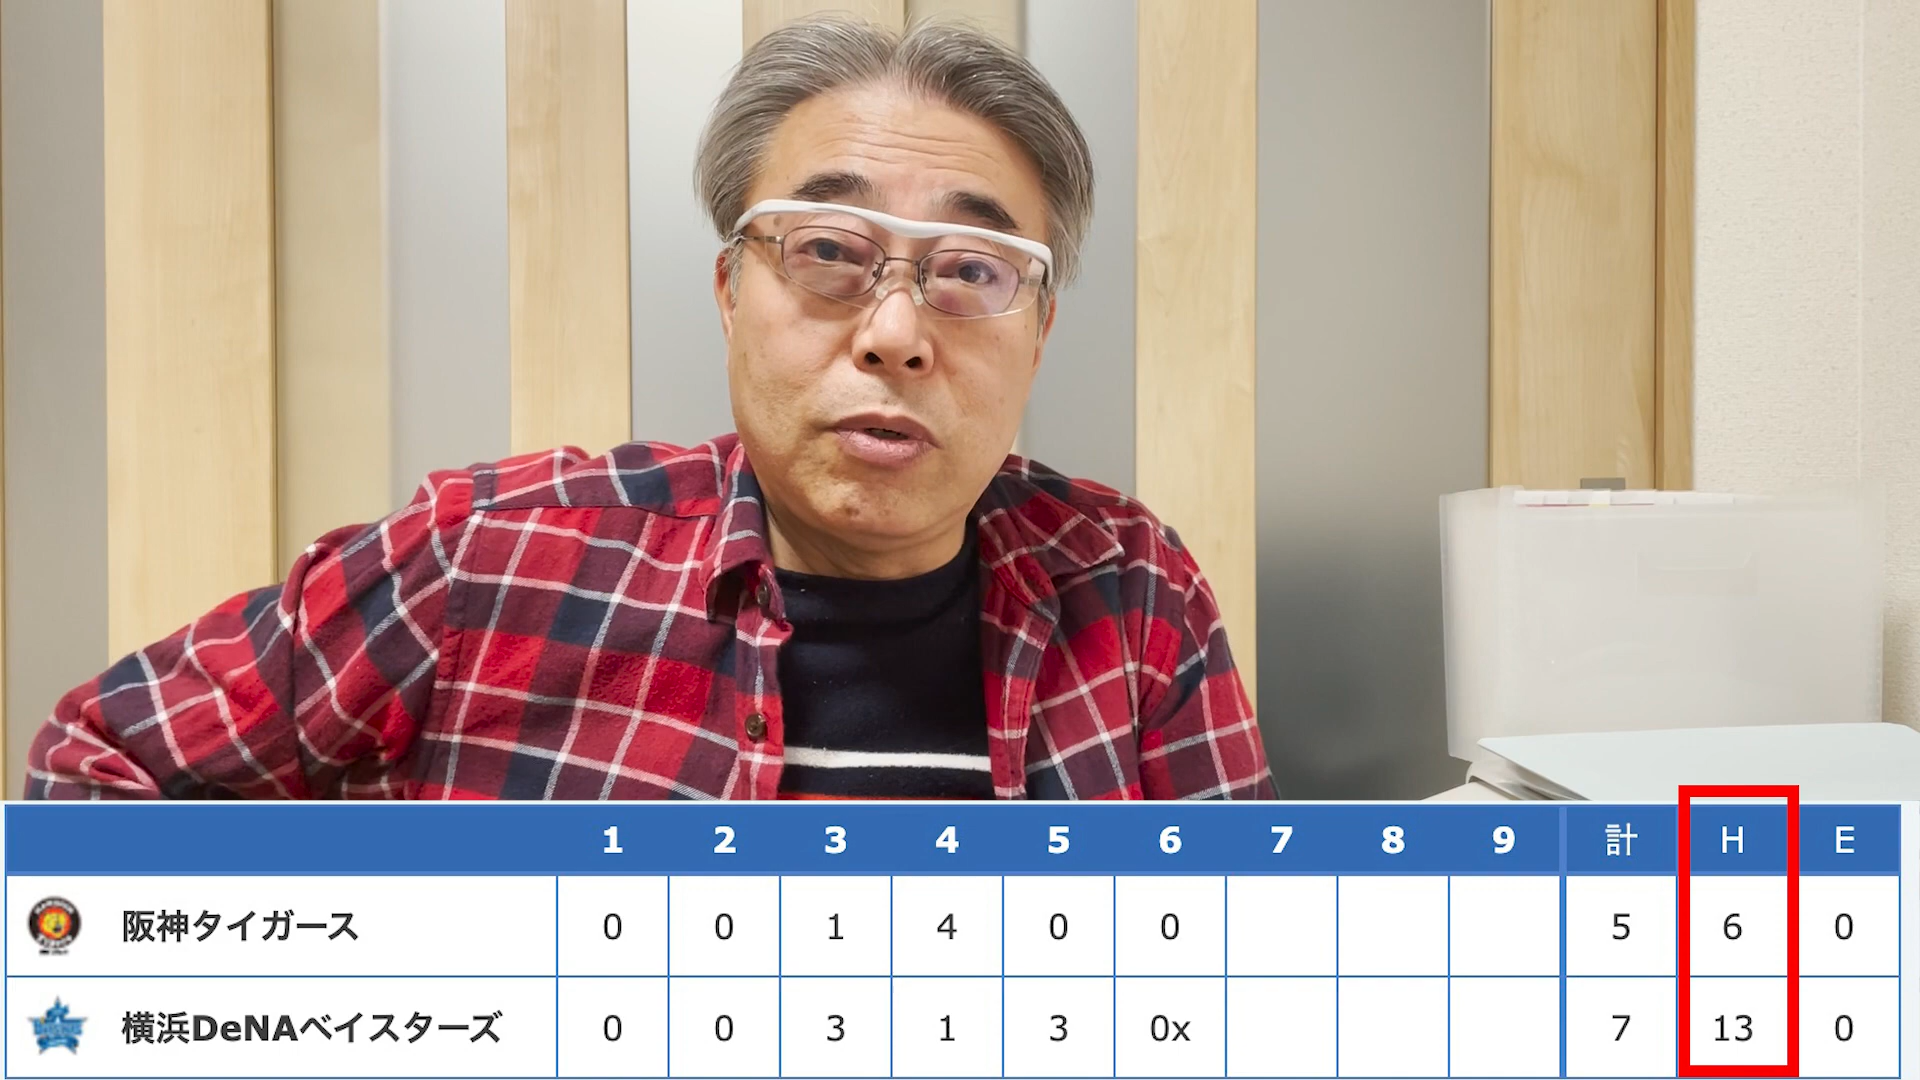 1 2 3 4 5 6 7 8 9 計 H E
阪神タイガース 0 0 1 4 0 0 5 6 0
横浜DeNAベイスターズ 0 0 3 1 3 0x 7 13 0